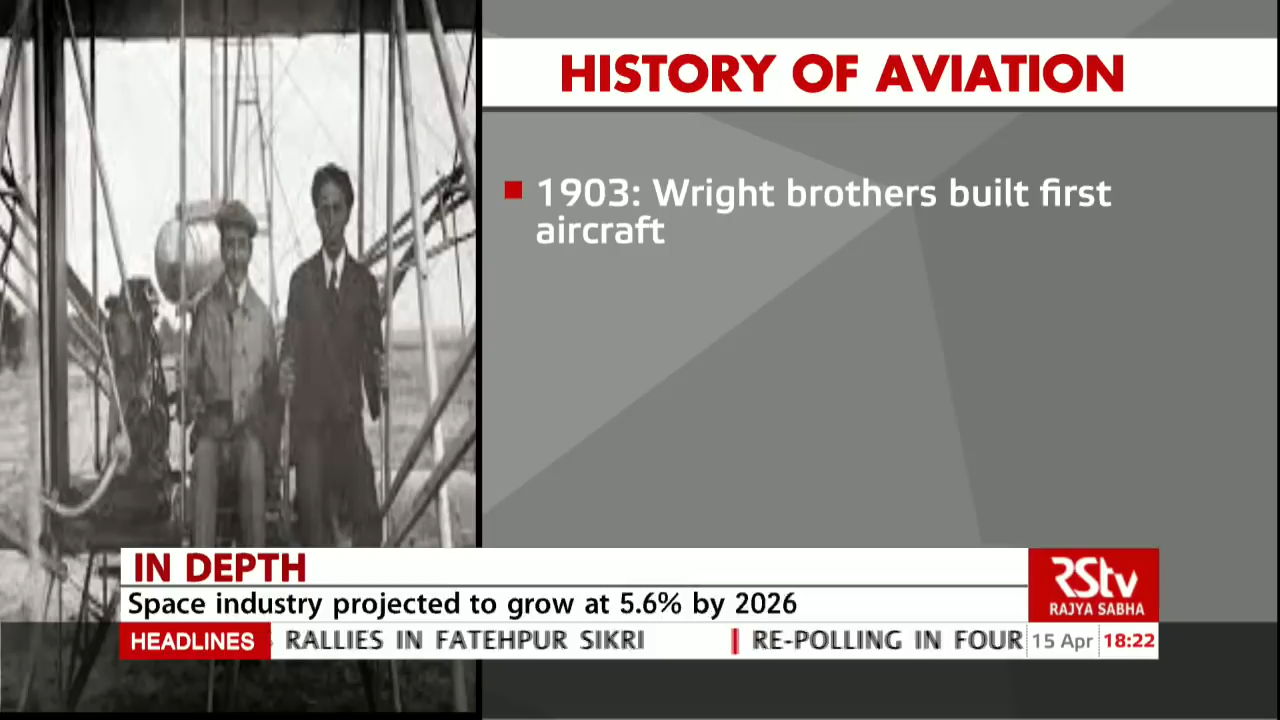 HISTORY OF AVIATION
1903: Wright brothers built first
aircraft
IN DEPTH
Space industry projected to grow at 5.6% by 2026
RStv
RAJYA SABHA
HEADLINES
RALLIES IN FATEHPUR SIKRI
RE-POLLING IN FOUR
15 Apr
18:22